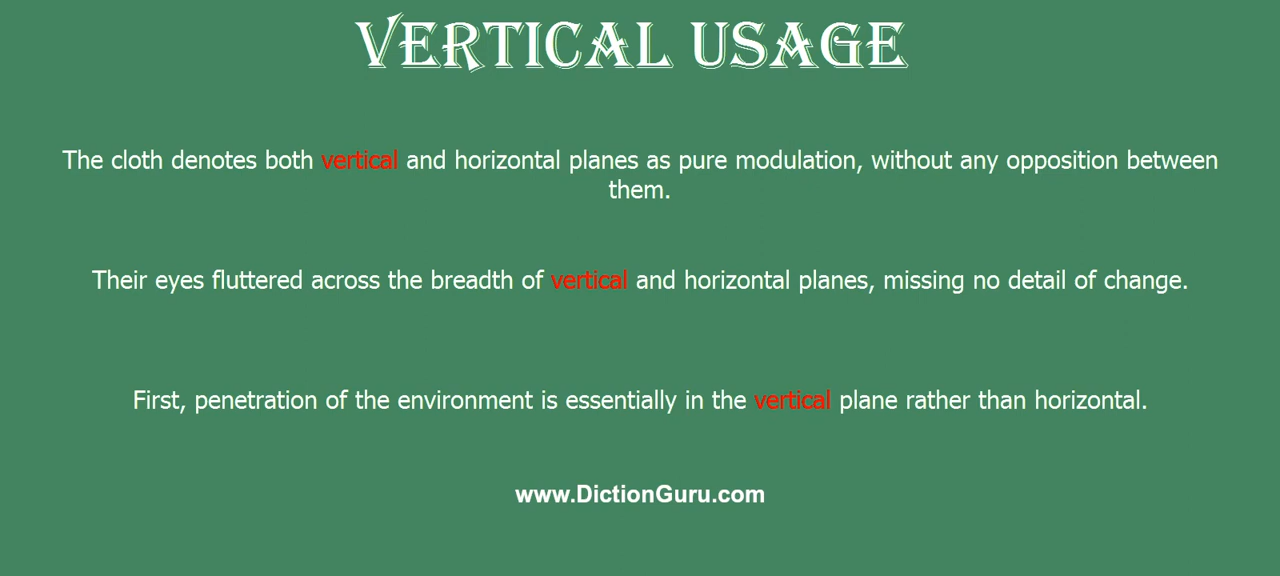 VERTICAL USAGE
The cloth denotes both vertical and horizontal planes as pure modulation, without any opposition between
them.
Their eyes fluttered across the breadth of vertical and horizontal planes, missing no detail of change.
First, penetration of the environment is essentially in the vertical plane rather than horizontal.
www.DictionGuru.com